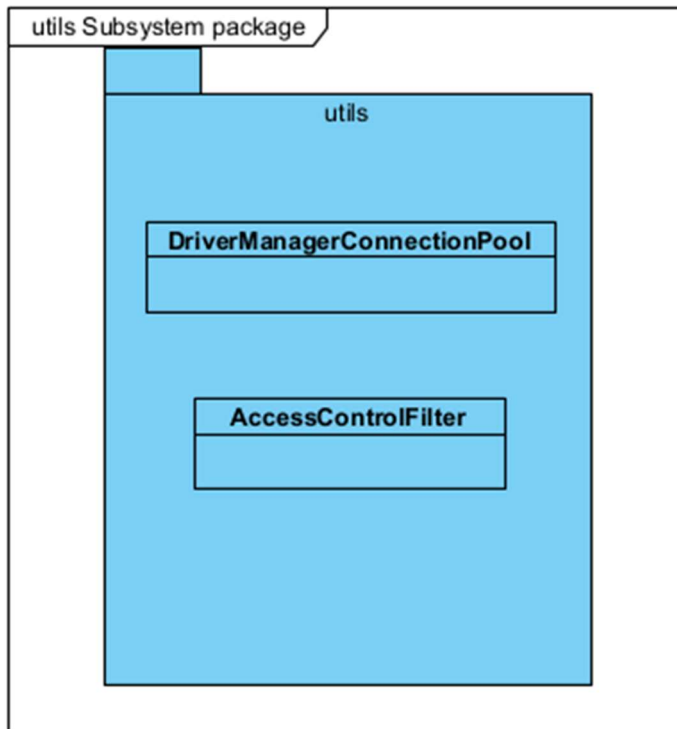 utils Subsystem package
utils
DriverManagerConnectionPool
AccessControlFilter